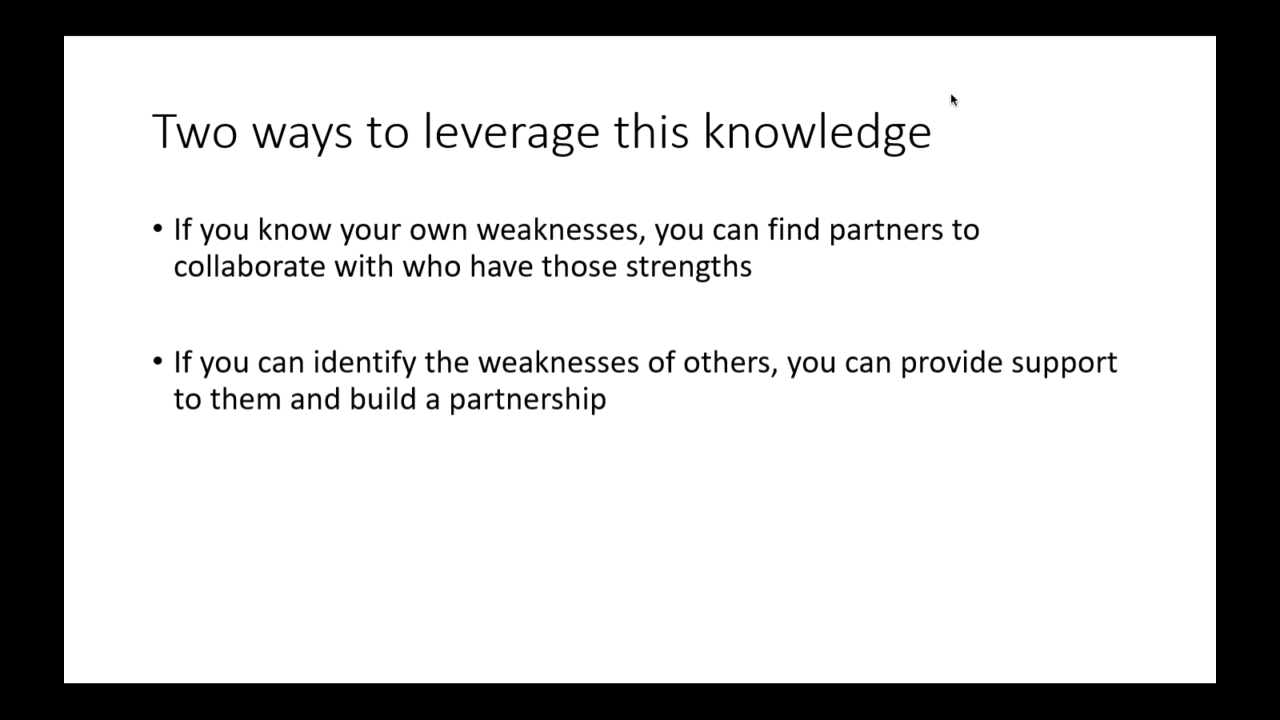 Two ways to leverage this knowledge
• If you know your own weaknesses, you can find partners to
collaborate with who have those strengths
• If you can identify the weaknesses of others, you can provide support
to them and build a partnership